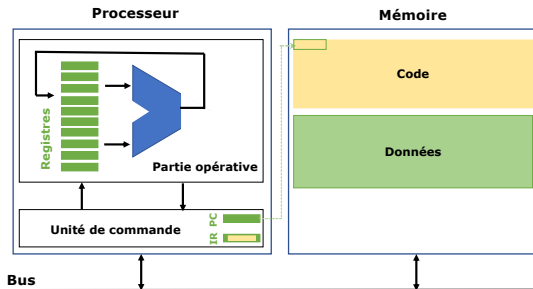 Processeur
Mémoire
Registres
Partie opérative
Unité de commande
PC
IR
Code
Données
Bus